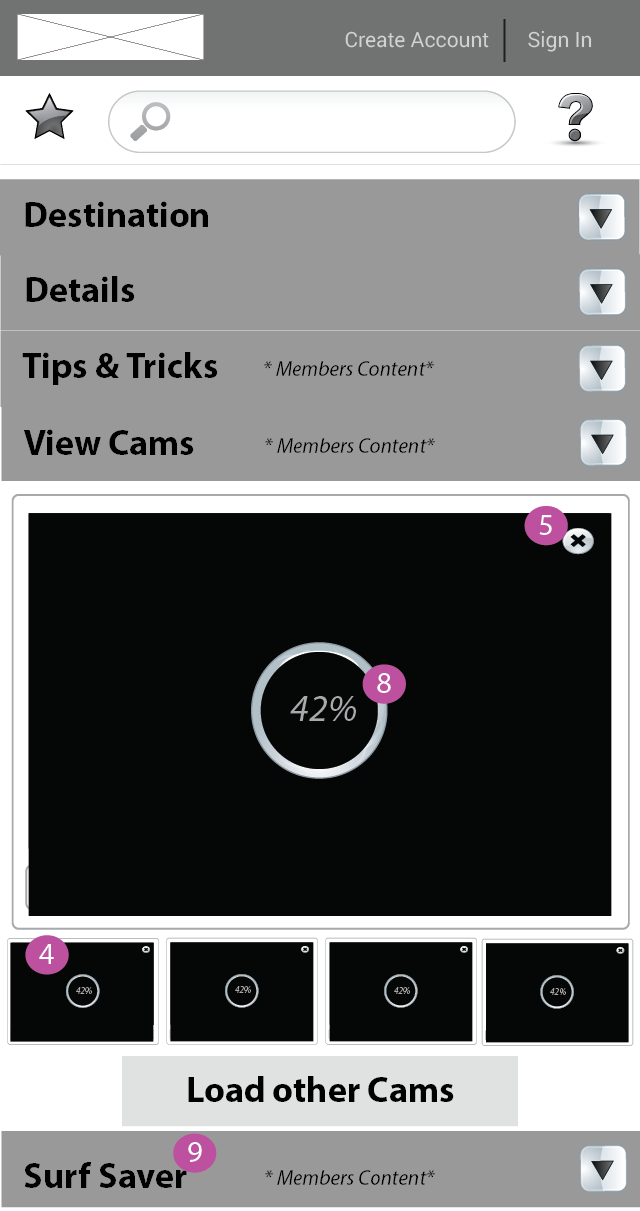 Create Account Sign In
Destination
Details
Tips & Tricks * Members Content*
View Cams * Members Content*
5
8
42%
4
42% 42% 42% 42%
Load other Cams
9
Surf Saver * Members Content*